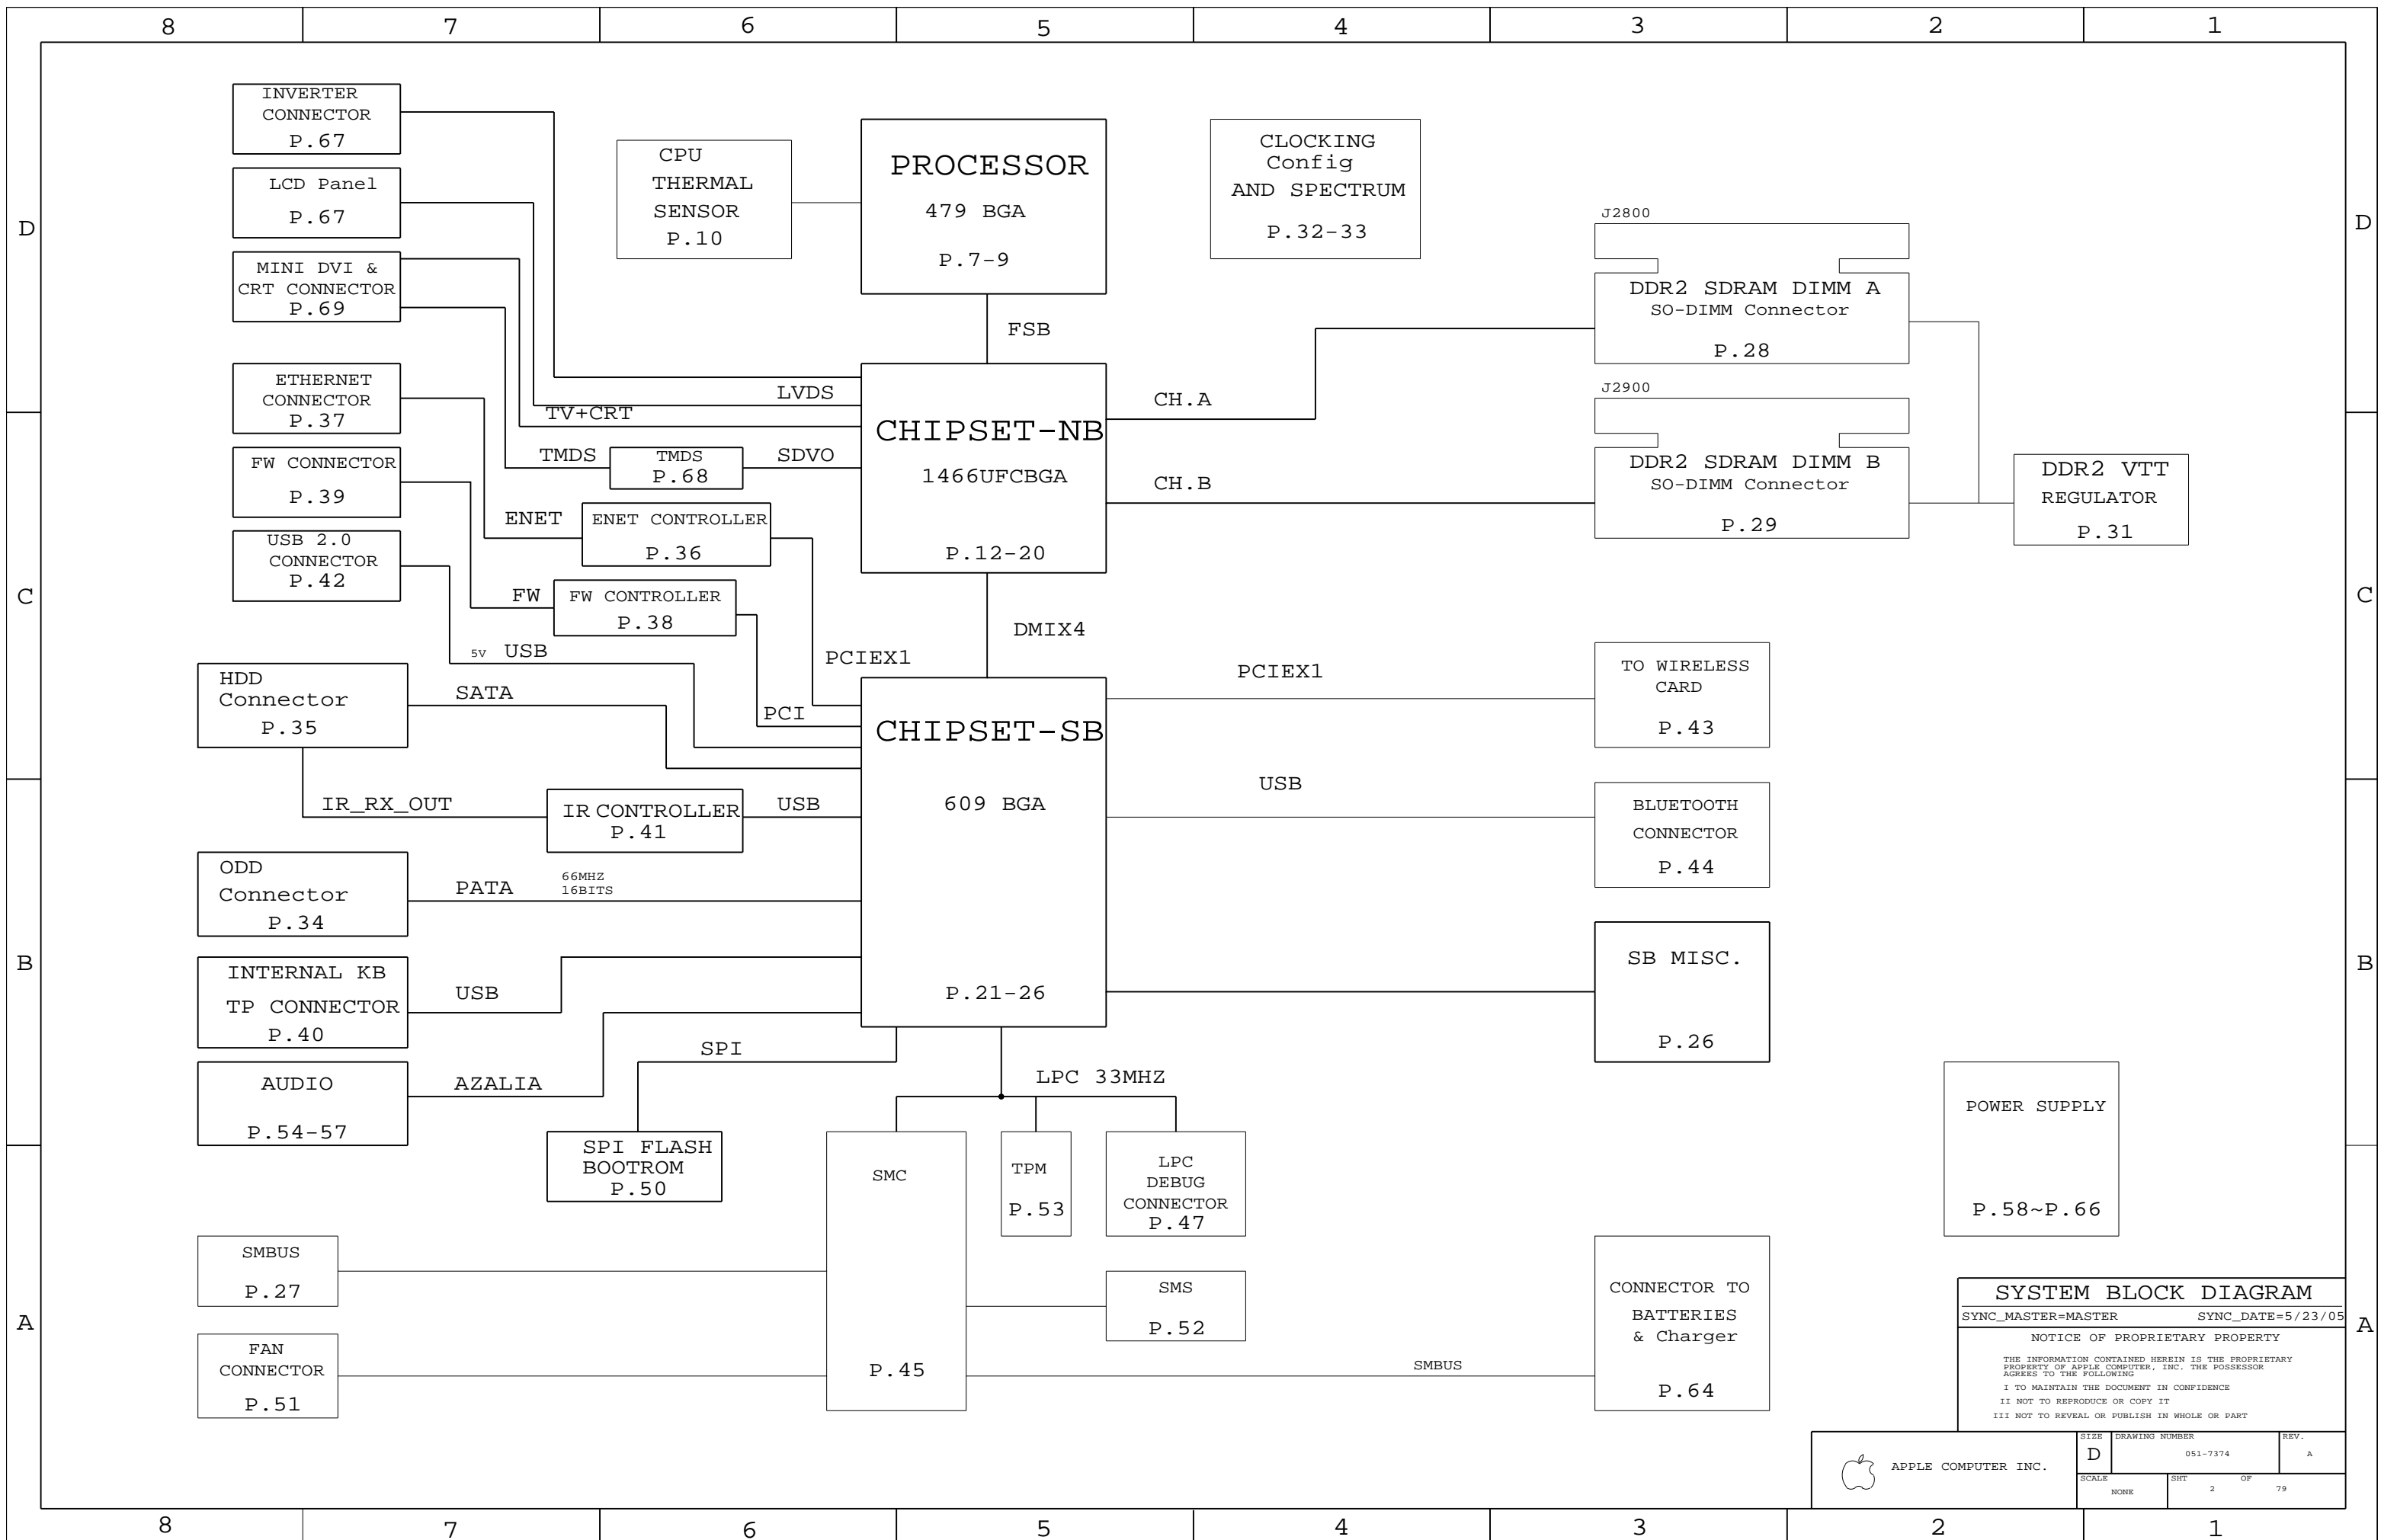 8 7 6 5 4 3 2 1
D
C
B
A
INVERTER
CONNECTOR
P.67
LCD Panel
P.67
MINI DVI &
CRT CONNECTOR
P.69
ETHERNET
CONNECTOR
P.37
FW CONNECTOR
P.39
USB 2.0
CONNECTOR
P.42
HDD
Connector
P.35
ODD
Connector
P.34
INTERNAL KB
TP CONNECTOR
P.40
AUDIO
P.54-57
SMBUS
P.27
FAN
CONNECTOR
P.51
CPU
THERMAL
SENSOR
P.10
LVDS
TV+CRT
TMDS
TMDS
P.68
SDVO
ENET
ENET CONTROLLER
P.36
FW
FW CONTROLLER
P.38
5V USB
PCIEX1
SATA
PCI
IR_RX_OUT
IR CONTROLLER
P.41
USB
PATA
66MHZ
16BITS
USB
SPI
AZALIA
SPI FLASH
BOOTROM
P.50
PROCESSOR
479 BGA
P.7-9
FSB
CHIPSET-NB
1466UFCBGA
P.12-20
DMIX4
CHIPSET-SB
609 BGA
P.21-26
LPC 33MHZ
SMC
P.45
TPM
P.53
LPC
DEBUG
CONNECTOR
P.47
SMS
P.52
CLOCKING
Config
AND SPECTRUM
P.32-33
CH.A
CH.B
PCIEX1
USB
SMBUS
J2800
DDR2 SDRAM DIMM A
SO-DIMM Connector
P.28
J2900
DDR2 SDRAM DIMM B
SO-DIMM Connector
P.29
DDR2 VTT
REGULATOR
P.31
TO WIRELESS
CARD
P.43
BLUETOOTH
CONNECTOR
P.44
SB MISC.
P.26
CONNECTOR TO
BATTERIES
& Charger
P.64
POWER SUPPLY
P.58~P.66
D
C
B
A
SYSTEM BLOCK DIAGRAM
SYNC_MASTER=MASTER SYNC_DATE=5/23/05
NOTICE OF PROPRIETARY PROPERTY
THE INFORMATION CONTAINED HEREIN IS THE PROPRIETARY
PROPERTY OF APPLE COMPUTER, INC. THE POSSESSOR
AGREES TO THE FOLLOWING
I TO MAINTAIN THE DOCUMENT IN CONFIDENCE
II NOT TO REPRODUCE OR COPY IT
III NOT TO REVEAL OR PUBLISH IN WHOLE OR PART
APPLE COMPUTER INC.
SIZE DRAWING NUMBER REV.
D 051-7374 A
SCALE SHT OF
NONE 2 79
8 7 6 5 4 3 2 1